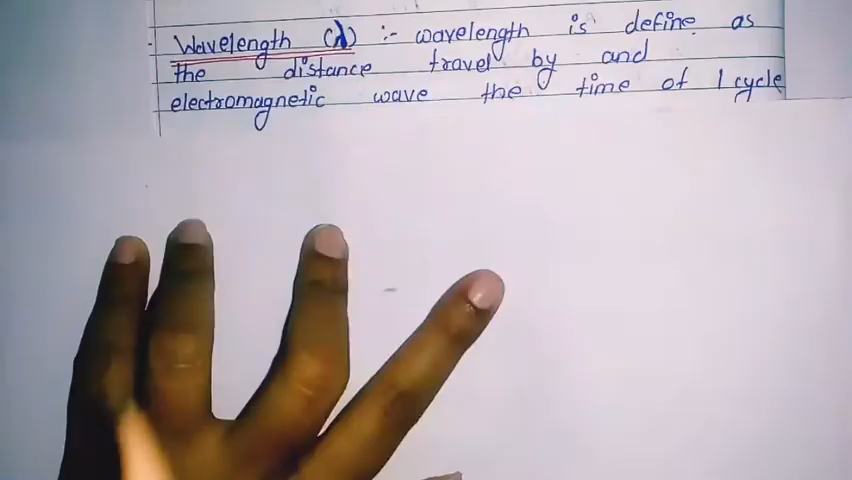 Wavelength (λ) :- wavelength is define as
the distance travel by and
electromagnetic wave the time of 1 cycle